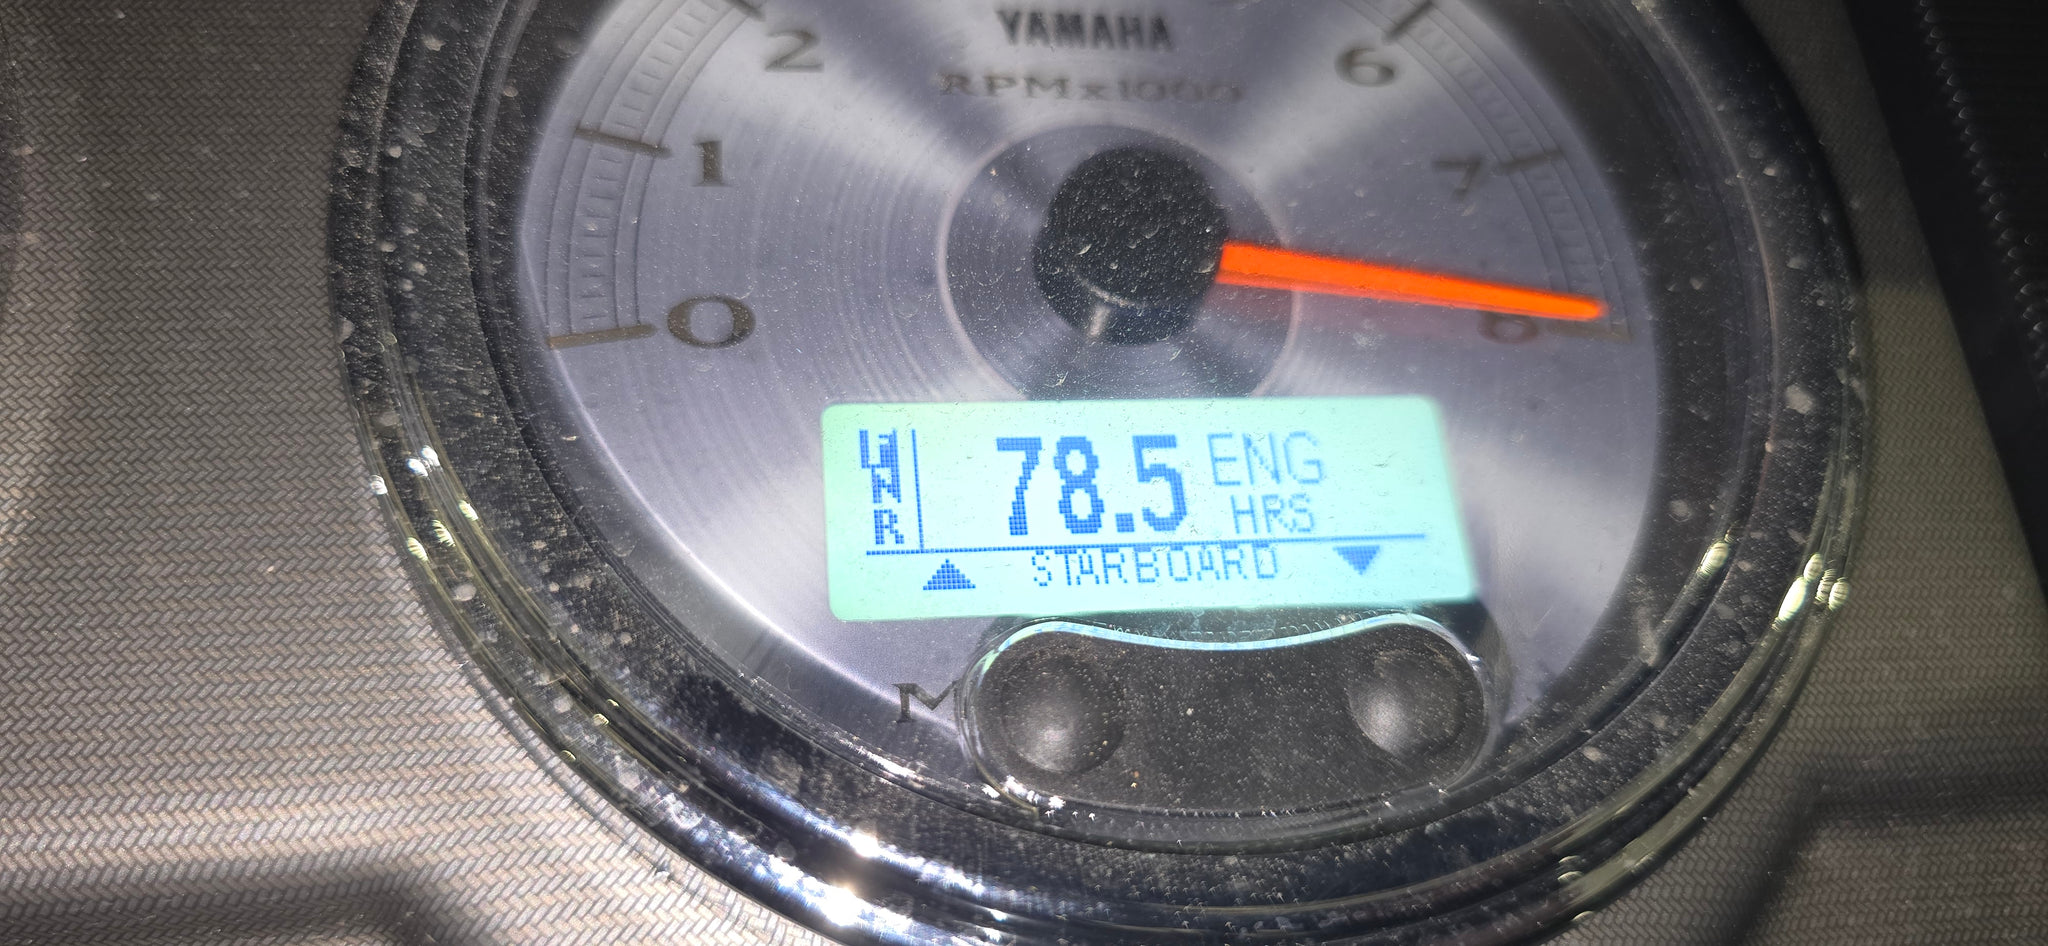 YAMAHA
RPMx1000
2
6
1
7
0
8
F
N
R
78.5 ENG
HRS
STARBOARD